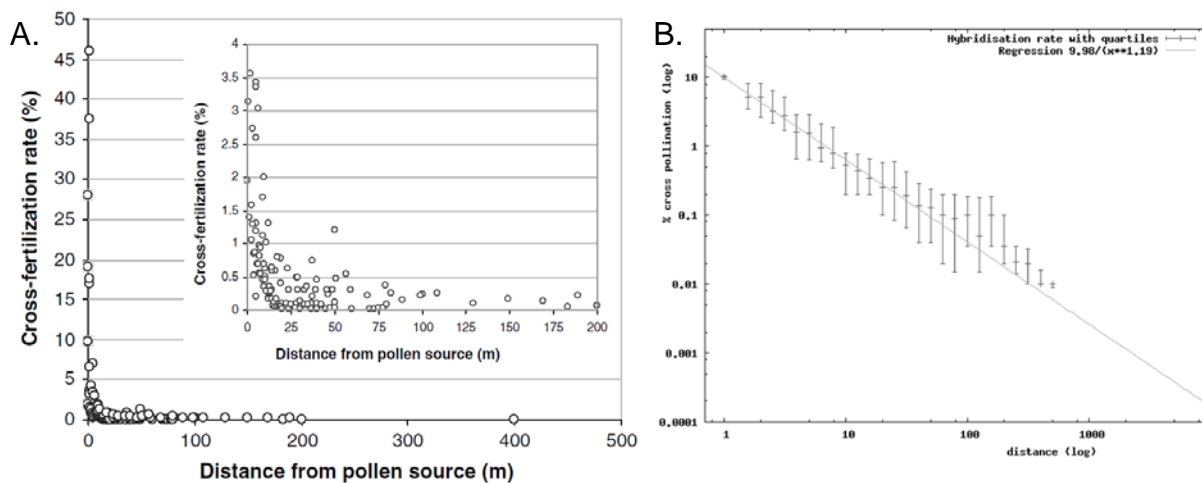 A.
Cross-fertilization rate (%)
50
45
40
35
30
25
20
15
10
5
0
0 100 200 300 400 500
Distance from pollen source (m)
Cross-fertilization rate (%)
4
3.5
3
2.5
2
1.5
1
0.5
0
0 25 50 75 100 125 150 175 200
Distance from pollen source (m)
B.
Hybridisation rate with quartiles
Regression 9.98/(x**1.19)
% cross pollination (log)
10
1
0.1
0.01
0.001
0.0001
1 10 100 1000
distance (log)